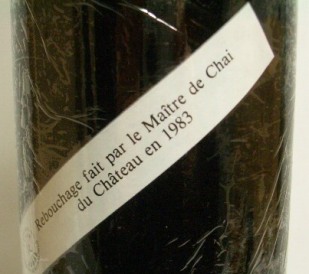 Rebouchage fait par le Maître de Chai
du Château en 1983